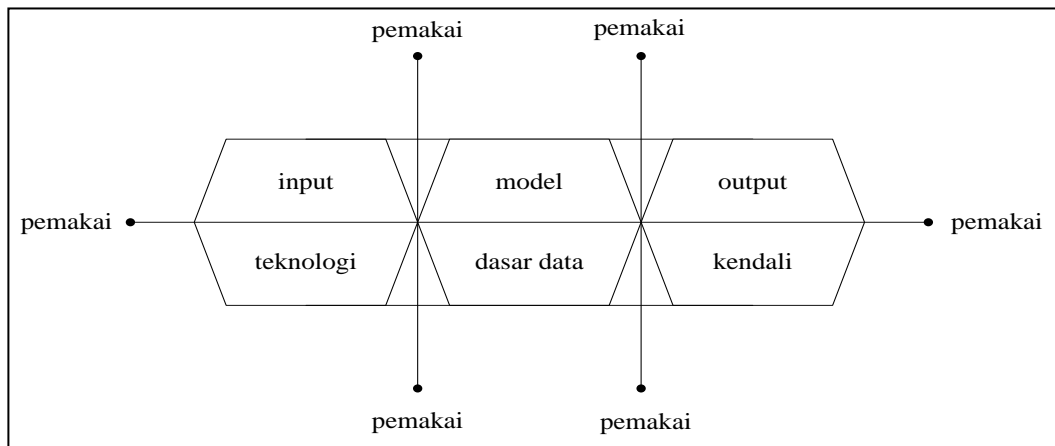 pemakai pemakai
input model output
pemakai pemakai
teknologi dasar data kendali
pemakai pemakai